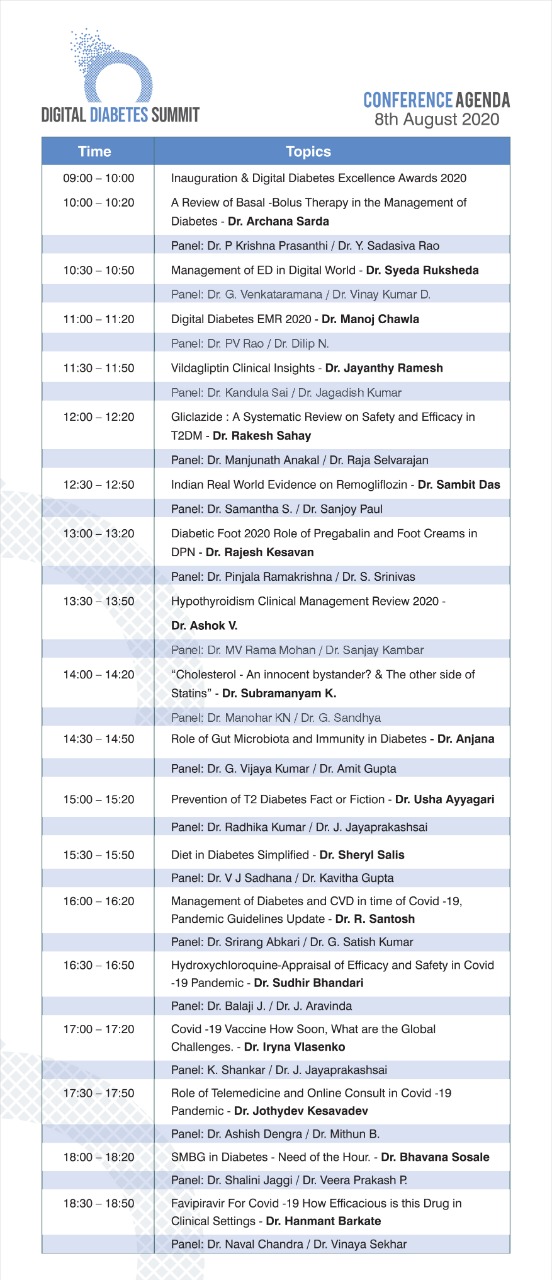 DIGITAL DIABETES SUMMIT
CONFERENCE AGENDA
8th August 2020
Time Topics
09:00 – 10:00 Inauguration & Digital Diabetes Excellence Awards 2020
10:00 – 10:20 A Review of Basal -Bolus Therapy in the Management of
Diabetes - Dr. Archana Sarda
Panel: Dr. P Krishna Prasanthi / Dr. Y. Sadasiva Rao
10:30 – 10:50 Management of ED in Digital World - Dr. Syeda Ruksheda
Panel: Dr. G. Venkataramana / Dr. Vinay Kumar D.
11:00 – 11:20 Digital Diabetes EMR 2020 - Dr. Manoj Chawla
Panel: Dr. PV Rao / Dr. Dilip N.
11:30 – 11:50 Vildagliptin Clinical Insights - Dr. Jayanthy Ramesh
Panel: Dr. Kandula Sai / Dr. Jagadish Kumar
12:00 – 12:20 Gliclazide : A Systematic Review on Safety and Efficacy in
T2DM - Dr. Rakesh Sahay
Panel: Dr. Manjunath Anakal / Dr. Raja Selvarajan
12:30 – 12:50 Indian Real World Evidence on Remogliflozin - Dr. Sambit Das
Panel: Dr. Samantha S. / Dr. Sanjoy Paul
13:00 – 13:20 Diabetic Foot 2020 Role of Pregabalin and Foot Creams in
DPN - Dr. Rajesh Kesavan
Panel: Dr. Pinjala Ramakrishna / Dr. S. Srinivas
13:30 – 13:50 Hypothyroidism Clinical Management Review 2020 -
Dr. Ashok V.
Panel: Dr. MV Rama Mohan / Dr. Sanjay Kambar
14:00 – 14:20 “Cholesterol - An innocent bystander? & The other side of
Statins” - Dr. Subramanyam K.
Panel: Dr. Manohar KN / Dr. G. Sandhya
14:30 – 14:50 Role of Gut Microbiota and Immunity in Diabetes - Dr. Anjana
Panel: Dr. G. Vijaya Kumar / Dr. Amit Gupta
15:00 – 15:20 Prevention of T2 Diabetes Fact or Fiction - Dr. Usha Ayyagari
Panel: Dr. Radhika Kumar / Dr. J. Jayaprakashsai
15:30 – 15:50 Diet in Diabetes Simplified - Dr. Sheryl Salis
Panel: Dr. V J Sadhana / Dr. Kavitha Gupta
16:00 – 16:20 Management of Diabetes and CVD in time of Covid -19,
Pandemic Guidelines Update - Dr. R. Santosh
Panel: Dr. Srirang Abkari / Dr. G. Satish Kumar
16:30 – 16:50 Hydroxychloroquine-Appraisal of Efficacy and Safety in Covid
-19 Pandemic - Dr. Sudhir Bhandari
Panel: Dr. Balaji J. / Dr. J. Aravinda
17:00 – 17:20 Covid -19 Vaccine How Soon, What are the Global
Challenges. - Dr. Iryna Vlasenko
Panel: K. Shankar / Dr. J. Jayaprakashsai
17:30 – 17:50 Role of Telemedicine and Online Consult in Covid -19
Pandemic - Dr. Jothydev Kesavadev
Panel: Dr. Ashish Dengra / Dr. Mithun B.
18:00 – 18:20 SMBG in Diabetes - Need of the Hour. - Dr. Bhavana Sosale
Panel: Dr. Shalini Jaggi / Dr. Veera Prakash P.
18:30 – 18:50 Favipiravir For Covid -19 How Efficacious is this Drug in
Clinical Settings - Dr. Hanmant Barkate
Panel: Dr. Naval Chandra / Dr. Vinaya Sekhar